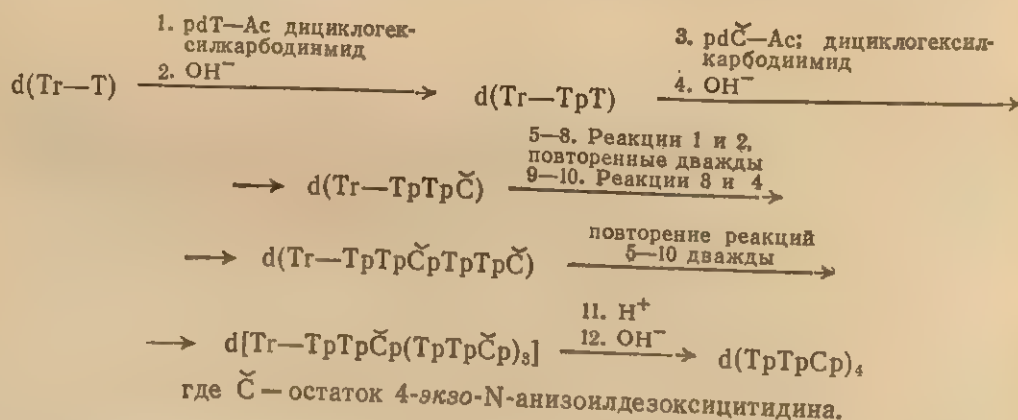 1. pdT—Ac дициклогек-
силкарбодиимид
2. OH⁻
d(Tr—T)
d(Tr—TpT)
3. pdČ—Ac; дициклогексил-
карбодиимид
4. OH⁻
5—8. Реакции 1 и 2,
повторенные дважды
9—10. Реакции 3 и 4
d(Tr—TpTpČ)
d(Tr—TpTpČpTpTpČ)
повторение реакций
5—10 дважды
d[Tr—TpTpČp(TpTpČp)₃]
11. H⁺
12. OH⁻
d(TpTpCp)₄
где Č — остаток 4-экзо-N-анизоилдезоксицитидина.